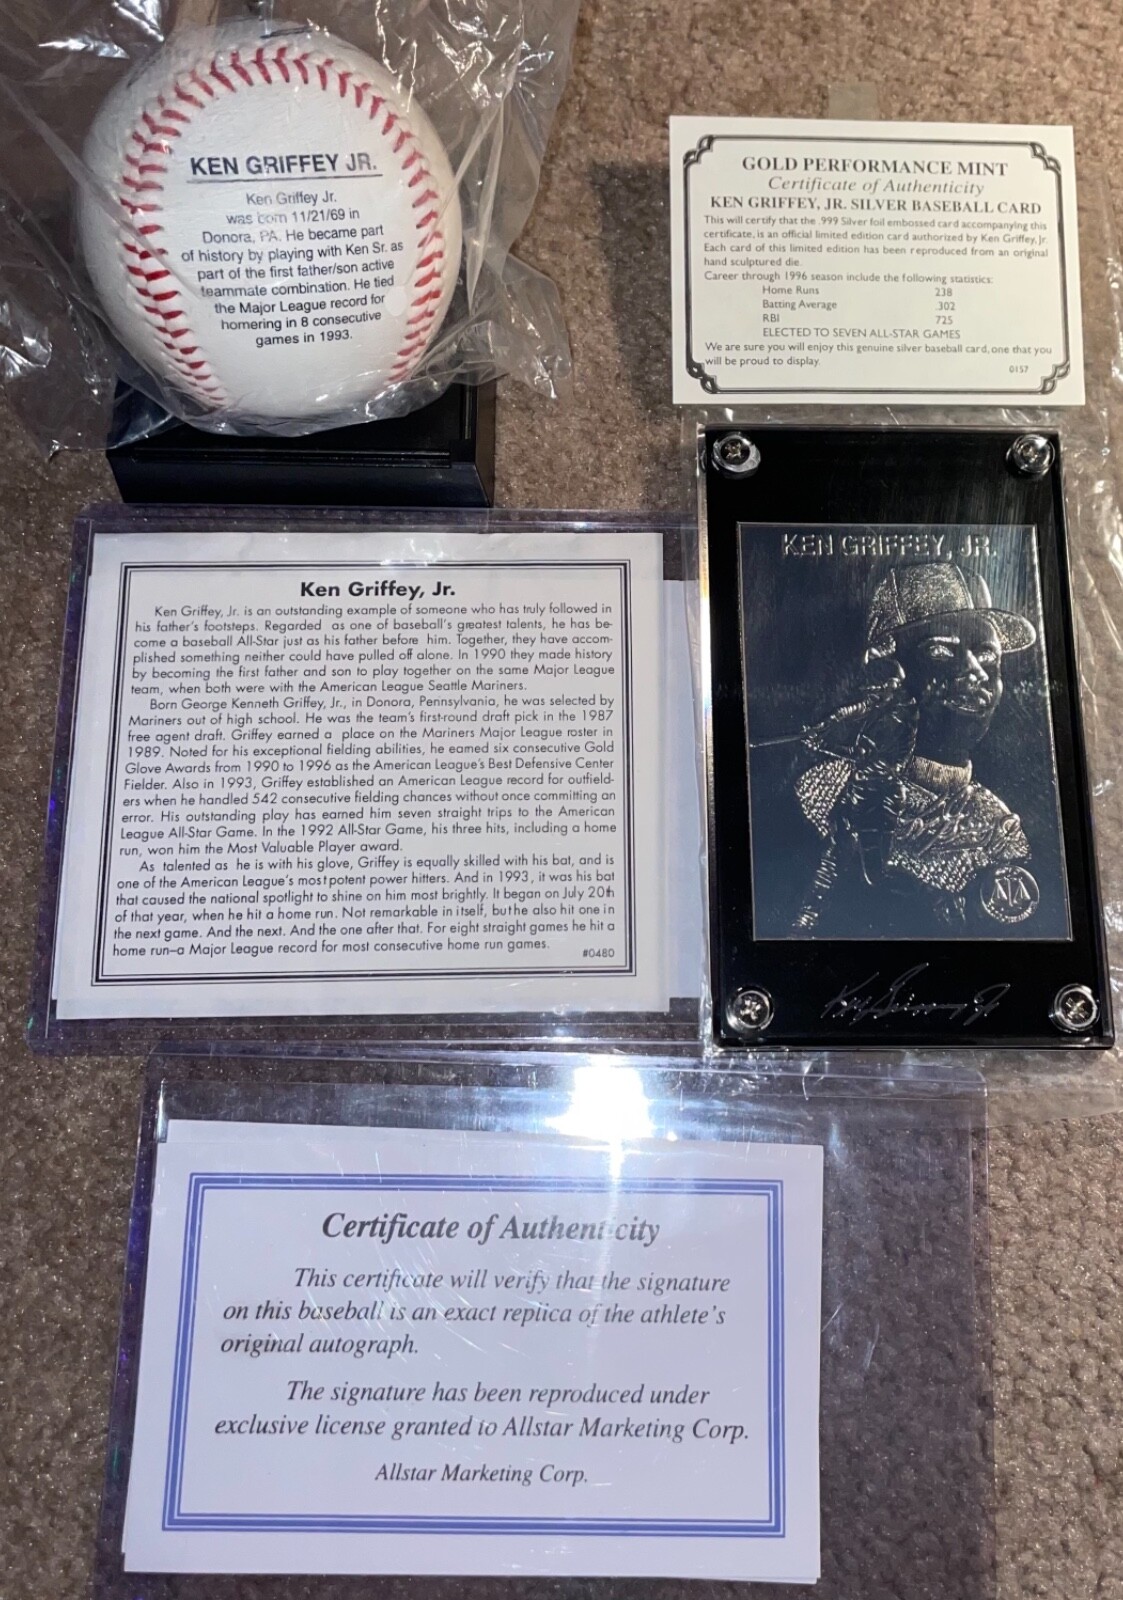 KEN GRIFFEY JR.
Ken Griffey Jr.
was born 11/21/69 in
Donora, PA. He became part
of history by playing with Ken Sr. as
part of the first father/son active
teammate combination. He tied
the Major League record for
homering in 8 consecutive
games in 1993.
GOLD PERFORMANCE MINT
Certificate of Authenticity
KEN GRIFFEY, JR. SILVER BASEBALL CARD
This will certify that the .999 Silver foil embossed card accompanying this
certificate, is an official limited edition card authorized by Ken Griffey, Jr.
Each card of this limited edition has been reproduced from an original
hand sculptured die.
Career through 1996 season include the following statistics:
Home Runs 238
Batting Average .302
RBI 725
ELECTED TO SEVEN ALL-STAR GAMES
We are sure you will enjoy this genuine silver baseball card, one that you
will be proud to display.
0157
KEN GRIFFEY, JR.
Ken Griffey Jr
Ken Griffey, Jr.
Ken Griffey, Jr. is an outstanding example of someone who has truly followed in
his father's footsteps. Regarded as one of baseball's greatest talents, he has be-
come a baseball All-Star just as his father before him. Together, they have accom-
plished something neither could have pulled off alone. In 1990 they made history
by becoming the first father and son to play together on the same Major League
team, when both were with the American League Seattle Mariners.
Born George Kenneth Griffey, Jr., in Donora, Pennsylvania, he was selected by
Mariners out of high school. He was the team's first-round draft pick in the 1987
free agent draft. Griffey earned a place on the Mariners Major League roster in
1989. Noted for his exceptional fielding abilities, he earned six consecutive Gold
Glove Awards from 1990 to 1996 as the American League's Best Defensive Center
Fielder. Also in 1993, Griffey established an American League record for outfield-
ers when he handled 542 consecutive fielding chances without once committing an
error. His outstanding play has earned him seven straight trips to the American
League All-Star Game. In the 1992 All-Star Game, his three hits, including a home
run, won him the Most Valuable Player award.
As talented as he is with his glove, Griffey is equally skilled with his bat, and is
one of the American League's most potent power hitters. And in 1993, it was his bat
that caused the national spotlight to shine on him most brightly. It began on July 20th
of that year, when he hit a home run. Not remarkable in itself, but he also hit one in
the next game. And the next. And the one after that. For eight straight games he hit a
home run–a Major League record for most consecutive home run games.
#0480
Certificate of Authenticity
This certificate will verify that the signature
on this baseball is an exact replica of the athlete's
original autograph.
The signature has been reproduced under
exclusive license granted to Allstar Marketing Corp.
Allstar Marketing Corp.